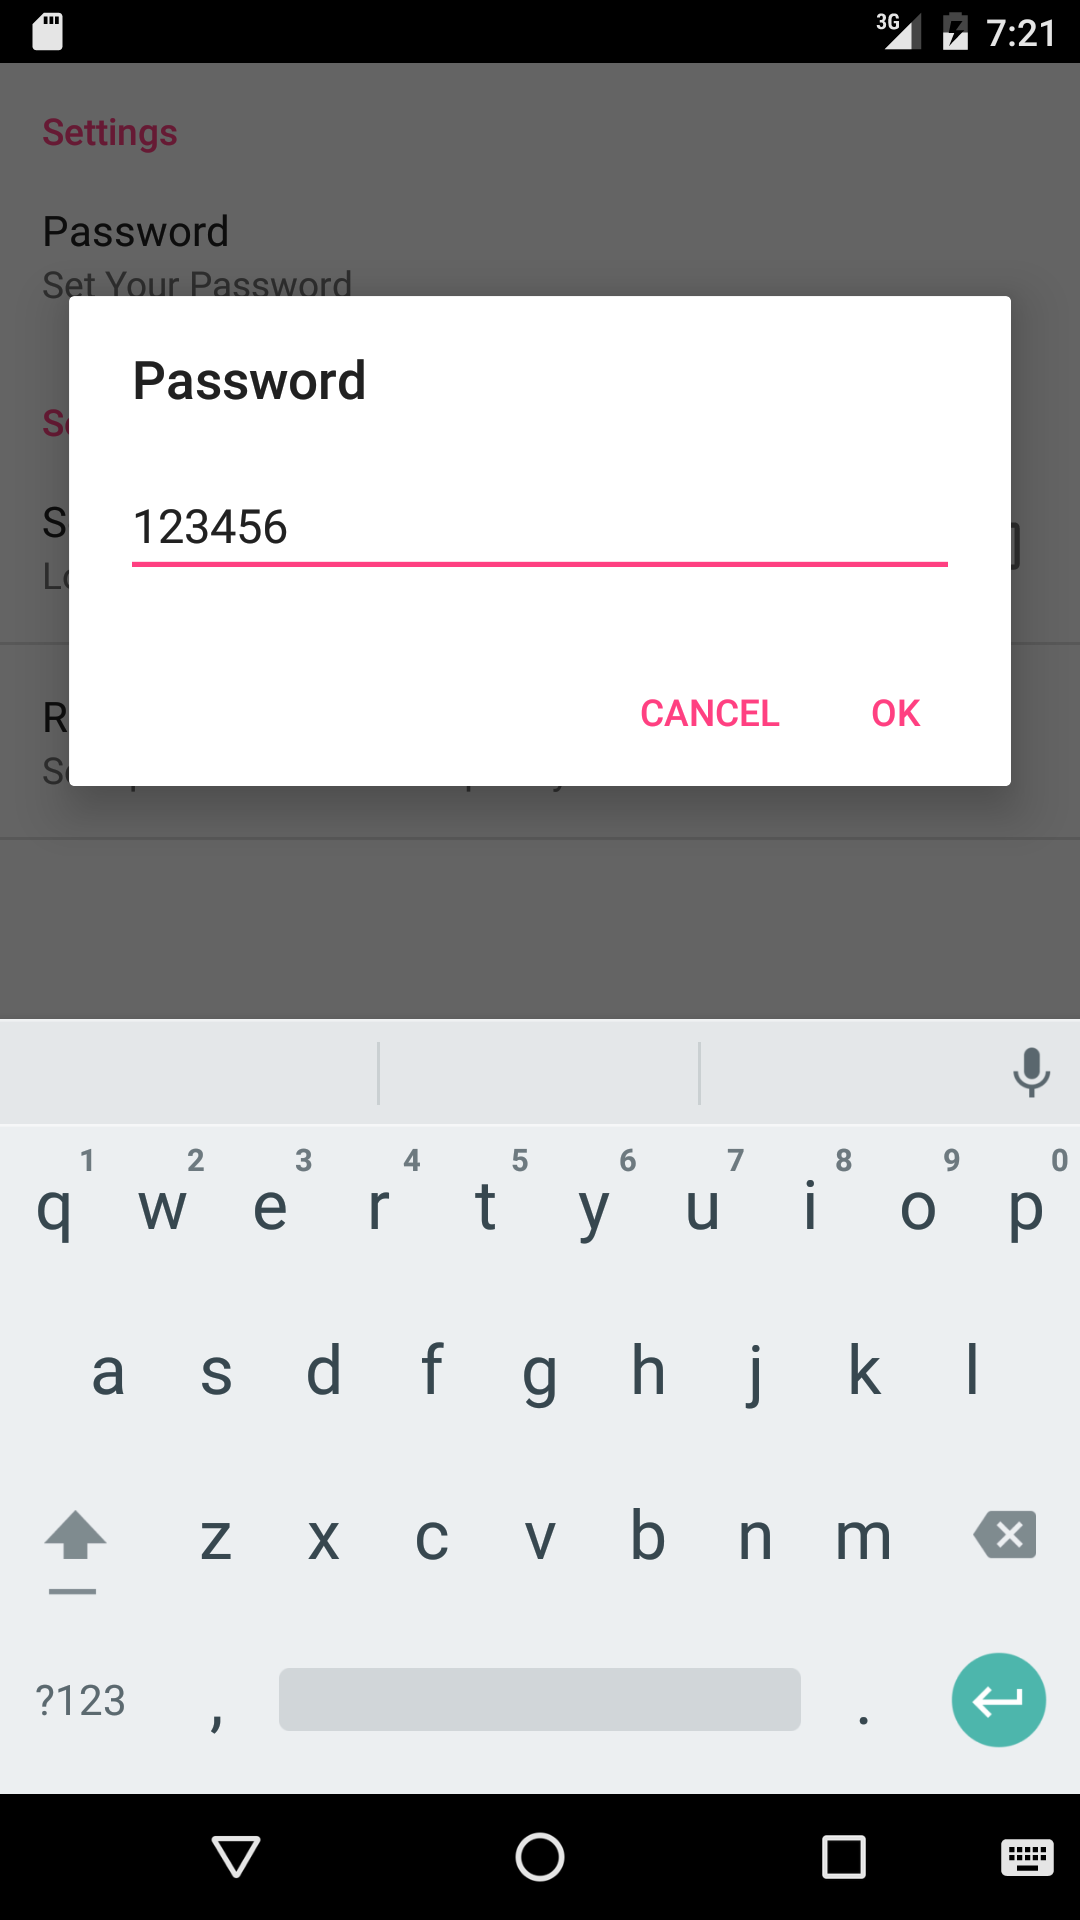 3G 7:21
Settings
Password
Set Your Password
Password
123456
CANCEL OK
1 2 3 4 5 6 7 8 9 0
q w e r t y u i o p
a s d f g h j k l
z x c v b n m
?123 , .